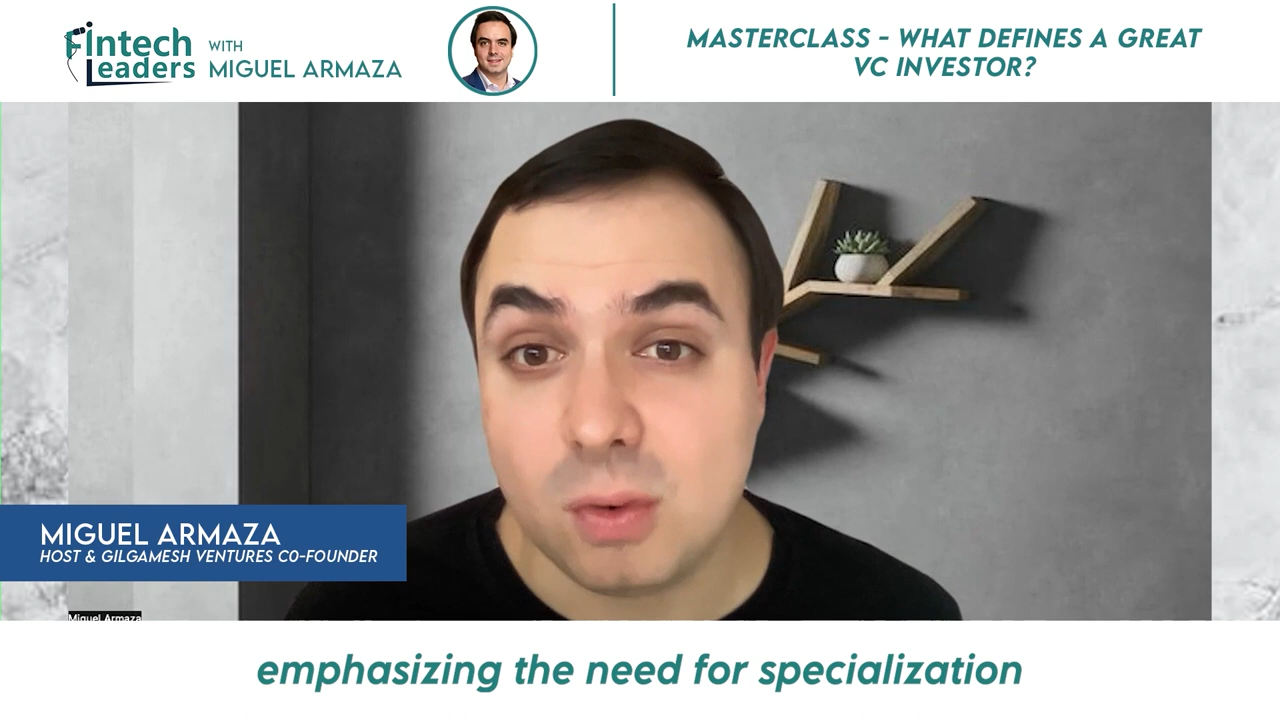 Fintech
Leaders
WITH
MIGUEL ARMAZA
MASTERCLASS - WHAT DEFINES A GREAT
VC INVESTOR?
MIGUEL ARMAZA
HOST & GILGAMESH VENTURES CO-FOUNDER
Miguel Armaza
emphasizing the need for specialization